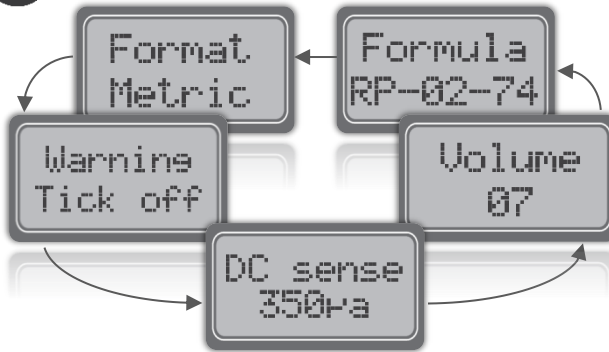 Format
Metric
Formula
RP-02-74
Warning
Tick off
Volume
07
DC sense
350µa